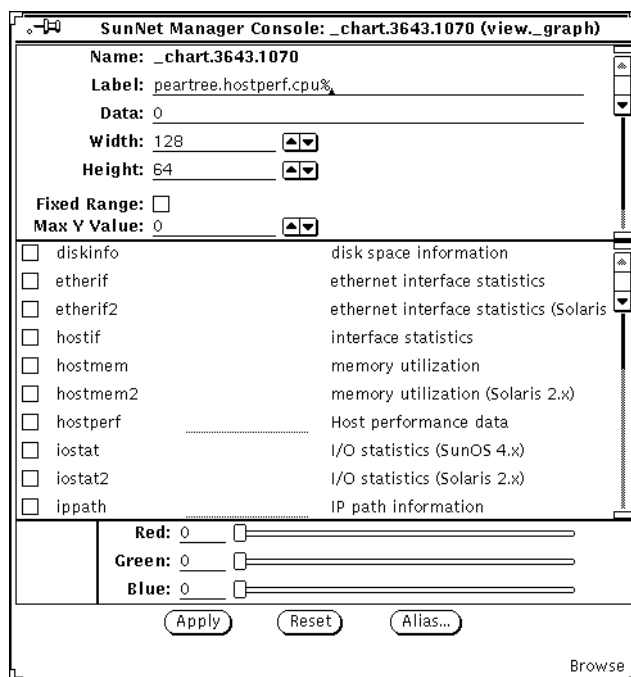 SunNet Manager Console: _chart.3643.1070 (view._graph)
Name: _chart.3643.1070
Label: peartree.hostperf.cpu%
Data: 0
Width: 128
Height: 64
Fixed Range:
Max Y Value: 0
diskinfo disk space information
etherif ethernet interface statistics
etherif2 ethernet interface statistics (Solaris
hostif interface statistics
hostmem memory utilization
hostmem2 memory utilization (Solaris 2.x)
hostperf Host performance data
iostat I/O statistics (SunOS 4.x)
iostat2 I/O statistics (Solaris 2.x)
ippath IP path information
Red: 0
Green: 0
Blue: 0
Apply Reset Alias...
Browse